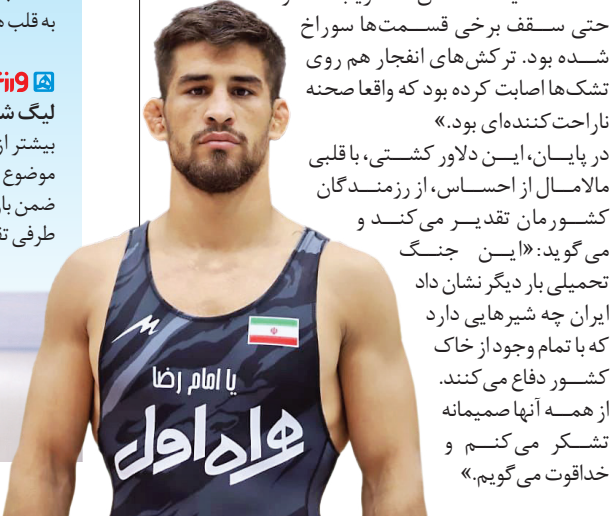 حتی سقف برخی قسمت‌ها سوراخ
شده بود. ترکش‌های انفجار هم روی
تشک‌ها اصابت کرده بود که واقعا صحنه
ناراحت‌کننده‌ای بود.»
در پایان، این دلاور کشتی، با قلبی
مالامال از احساس، از رزمندگان
کشورمان تقدیر می‌کند و
می‌گوید: «این جنگ
تحمیلی بار دیگر نشان داد
ایران چه شیرهایی دارد
که با تمام وجود از خاک
کشور دفاع می‌کنند.
از همه آنها صمیمانه
تشکر می‌کنم و
خداقوت می‌گویم.»
به قلب
لیگ
بیشتر از
موضوع
ضمن
طرفی
یا امام رضا
همراه اول